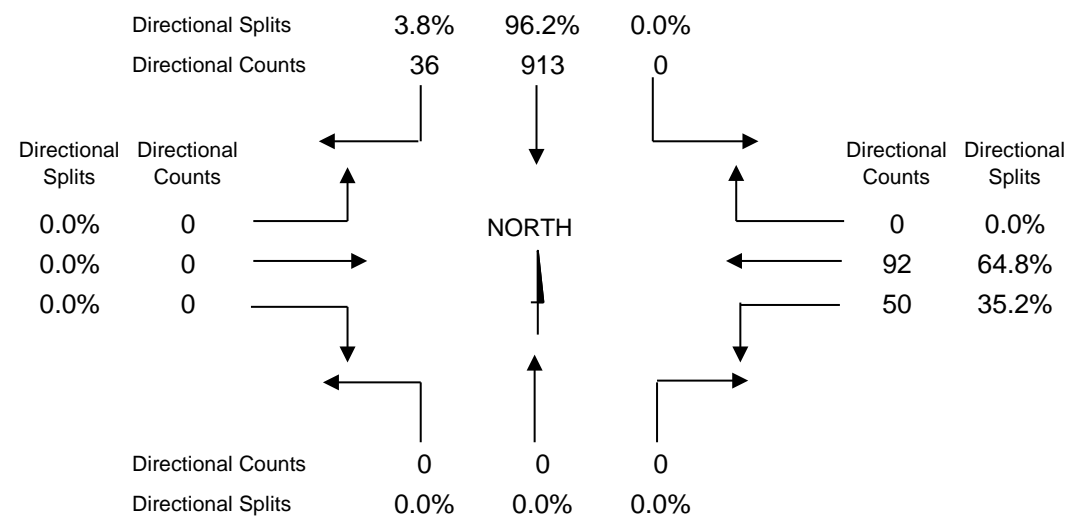 Directional Splits 3.8% 96.2% 0.0%
Directional Counts 36 913 0
Directional Directional Directional Directional
Splits Counts Counts Splits
0.0% 0 0 0.0%
NORTH
0.0% 0 92 64.8%
0.0% 0 50 35.2%
Directional Counts 0 0 0
Directional Splits 0.0% 0.0% 0.0%